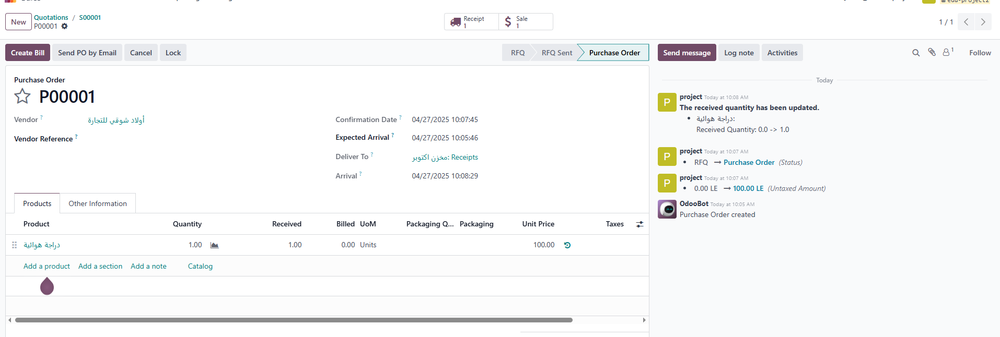 New
Quotations / S00001
P00001
Receipt
1
Sale
1
1 / 1
Create Bill
Send PO by Email
Cancel
Lock
RFQ
RFQ Sent
Purchase Order
Send message
Log note
Activities
1
Follow
Purchase Order
P00001
Vendor ?
أولاد شوقي للتجارة
Vendor Reference ?
Confirmation Date ?
04/27/2025 10:07:45
Expected Arrival ?
04/27/2025 10:05:46
Deliver To ?
مخزن اكتوبر: Receipts
Arrival ?
04/27/2025 10:08:29
Products
Other Information
Product Quantity Received Billed UoM Packaging Q... Packaging Unit Price Taxes
دراجة هوائية 1.00 1.00 0.00 Units 100.00
Add a product Add a section Add a note Catalog
Today
P
project Today at 10:08 AM
The received quantity has been updated.
• دراجة هوائية:
Received Quantity: 0.0 -> 1.0
P
project Today at 10:07 AM
• RFQ → Purchase Order (Status)
P
project Today at 10:07 AM
• 0.00 LE → 100.00 LE (Untaxed Amount)
OdooBot Today at 10:05 AM
Purchase Order created